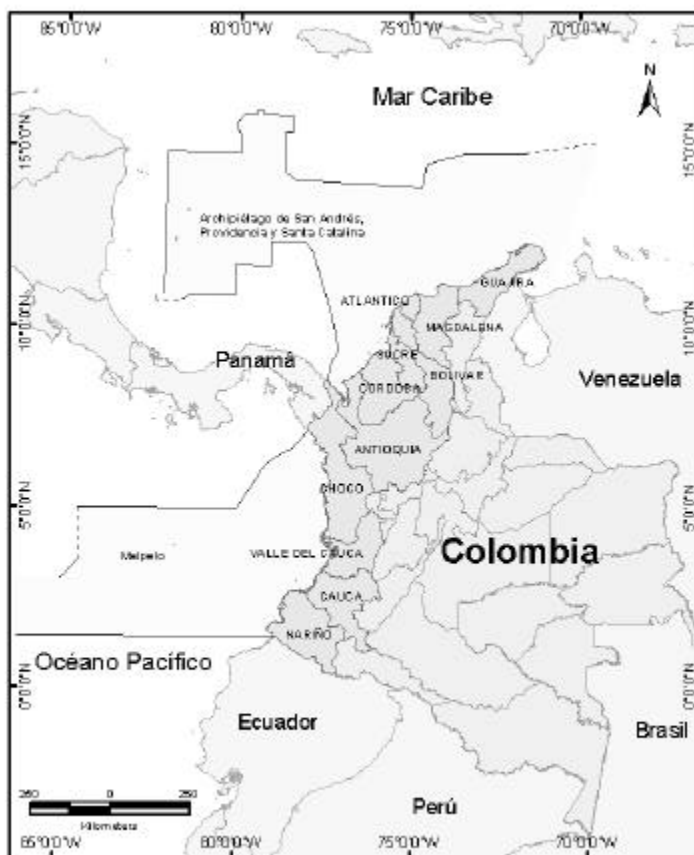 85°0'0"W 80°0'0"W 75°0'0"W 70°0'0"W
N
Mar Caribe
15°0'0"N 15°0'0"N
Archipiélago de San Andrés,
Providencia y Santa Catalina
GUAJIRA
ATLANTICO
10°0'0"N 10°0'0"N
MAGDALENA
SUCRE
Panamá
BOLIVAR
Venezuela
CORDOBA
ANTIOQUIA
CHOCO
5°0'0"N 5°0'0"N
Colombia
Malpelo
VALLE DEL CAUCA
CAUCA
NARIÑO
Océano Pacífico
0°0'0"N 0°0'0"N
Ecuador
Brasil
250 0 250
Kilometers
Perú
85°0'0"W 80°0'0"W 75°0'0"W 70°0'0"W